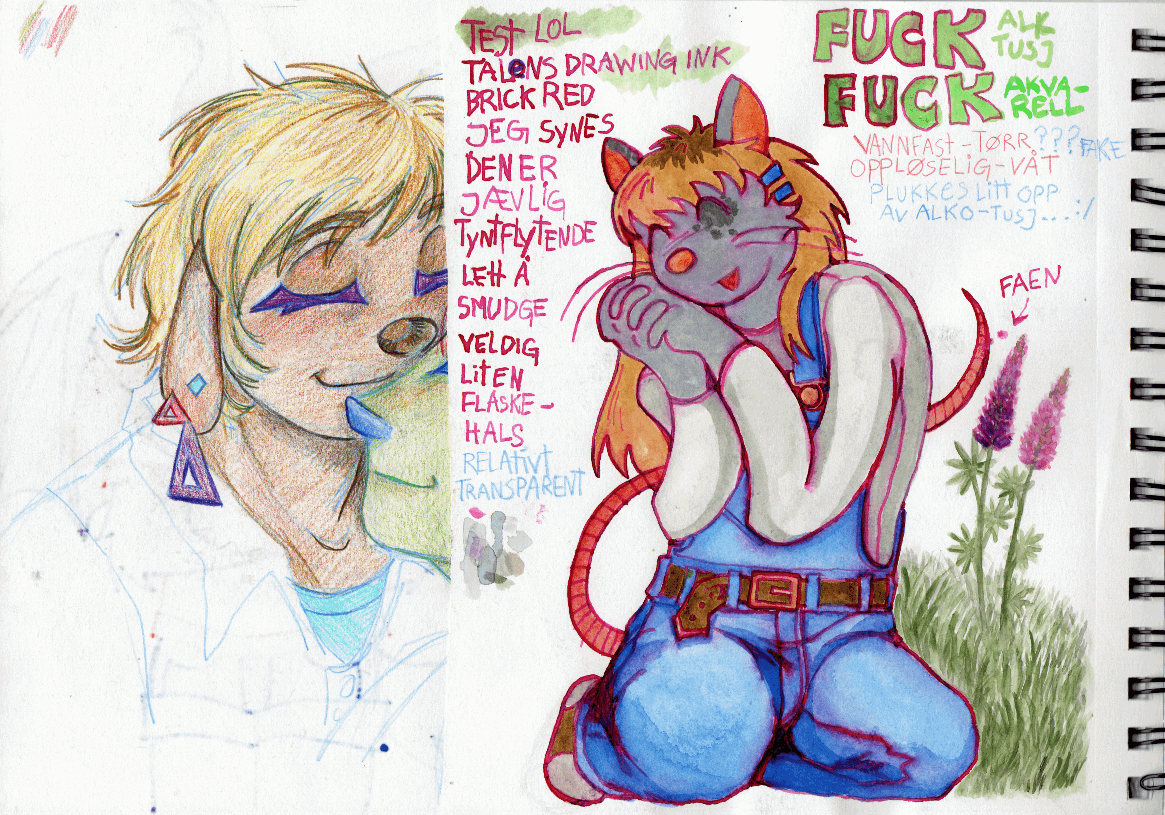 TEST LOL
TALENS DRAWING INK
BRICK RED
JEG SYNES
DEN ER
JÆVLIG
TYNTFLYTENDE
LETT Å
SMUDGE
VELDIG
LITEN
FLASKE-
HALS
RELATIVT
TRANSPARENT
FUCK ALK
TUSJ
FUCK AKVA-
RELL
VANNFAST-TØRR???FAKE
OPPLØSELIG-VÅT
PLUKKES LITT OPP
AV ALKO-TUSJ...:/
FAEN